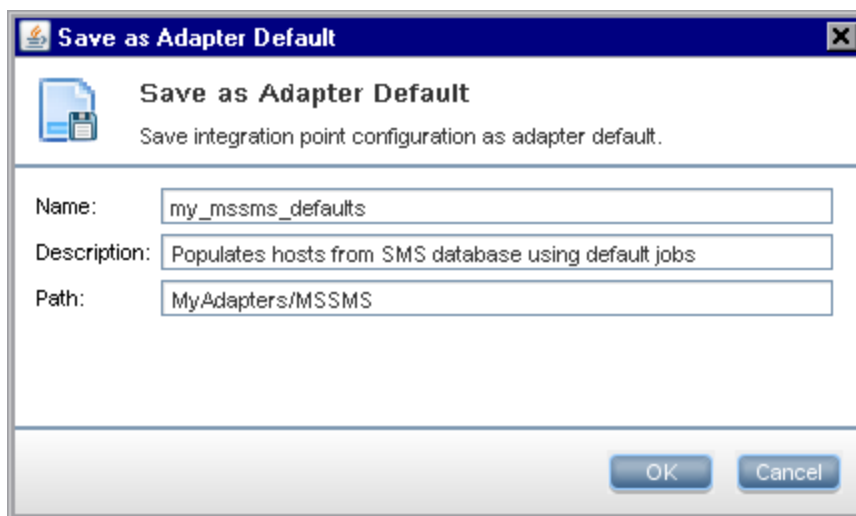 Save as Adapter Default
Save as Adapter Default
Save integration point configuration as adapter default.
Name: my_mssms_defaults
Description: Populates hosts from SMS database using default jobs
Path: MyAdapters/MSSMS
OK Cancel